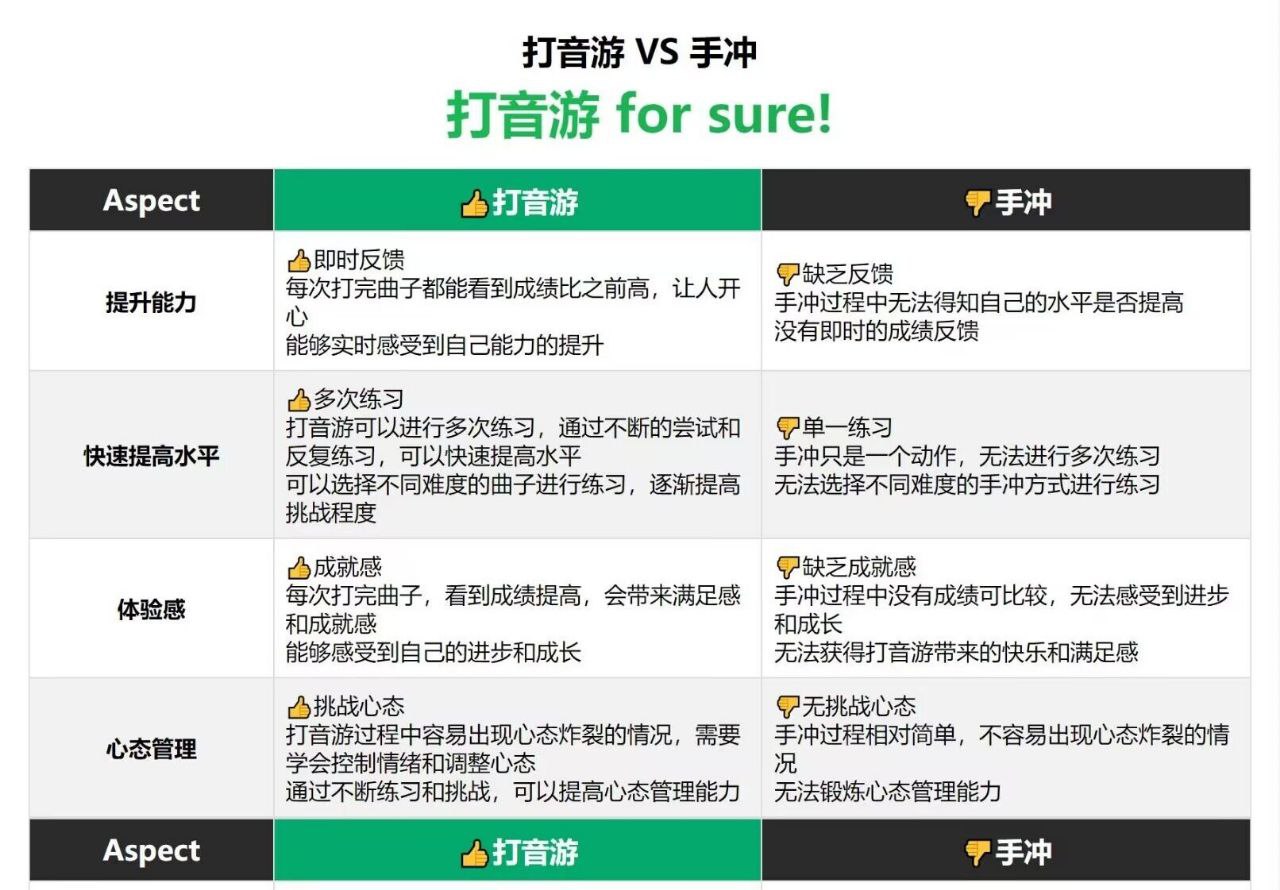 打音游 VS 手冲
打音游 for sure!
Aspect
👍打音游
👎手冲
提升能力
👍即时反馈
每次打完曲子都能看到成绩比之前高，让人开
心
能够实时感受到自己能力的提升
👎缺乏反馈
手冲过程中无法得知自己的水平是否提高
没有即时的成绩反馈
快速提高水平
👍多次练习
打音游可以进行多次练习，通过不断的尝试和
反复练习，可以快速提高水平
可以选择不同难度的曲子进行练习，逐渐提高
挑战程度
👎单一练习
手冲只是一个动作，无法进行多次练习
无法选择不同难度的手冲方式进行练习
体验感
👍成就感
每次打完曲子，看到成绩提高，会带来满足感
和成就感
能够感受到自己的进步和成长
👎缺乏成就感
手冲过程中没有成绩可比较，无法感受到进步
和成长
无法获得打音游带来的快乐和满足感
心态管理
👍挑战心态
打音游过程中容易出现心态炸裂的情况，需要
学会控制情绪和调整心态
通过不断练习和挑战，可以提高心态管理能力
👎无挑战心态
手冲过程相对简单，不容易出现心态炸裂的情
况
无法锻炼心态管理能力
Aspect
👍打音游
👎手冲